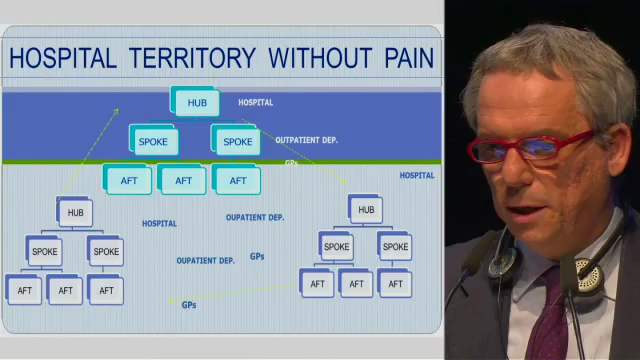 HOSPITAL TERRITORY WITHOUT PAIN
HUB
HOSPITAL
SPOKE
SPOKE
OUTPATIENT DEP.
GPs
AFT
AFT
AFT
HOSPITAL
HUB
HUB
HOSPITAL
OUPATIENT DEP.
SPOKE
SPOKE
SPOKE
SPOKE
OUPATIENT DEP.
GPs
AFT
AFT
AFT
AFT
AFT
AFT
GPs